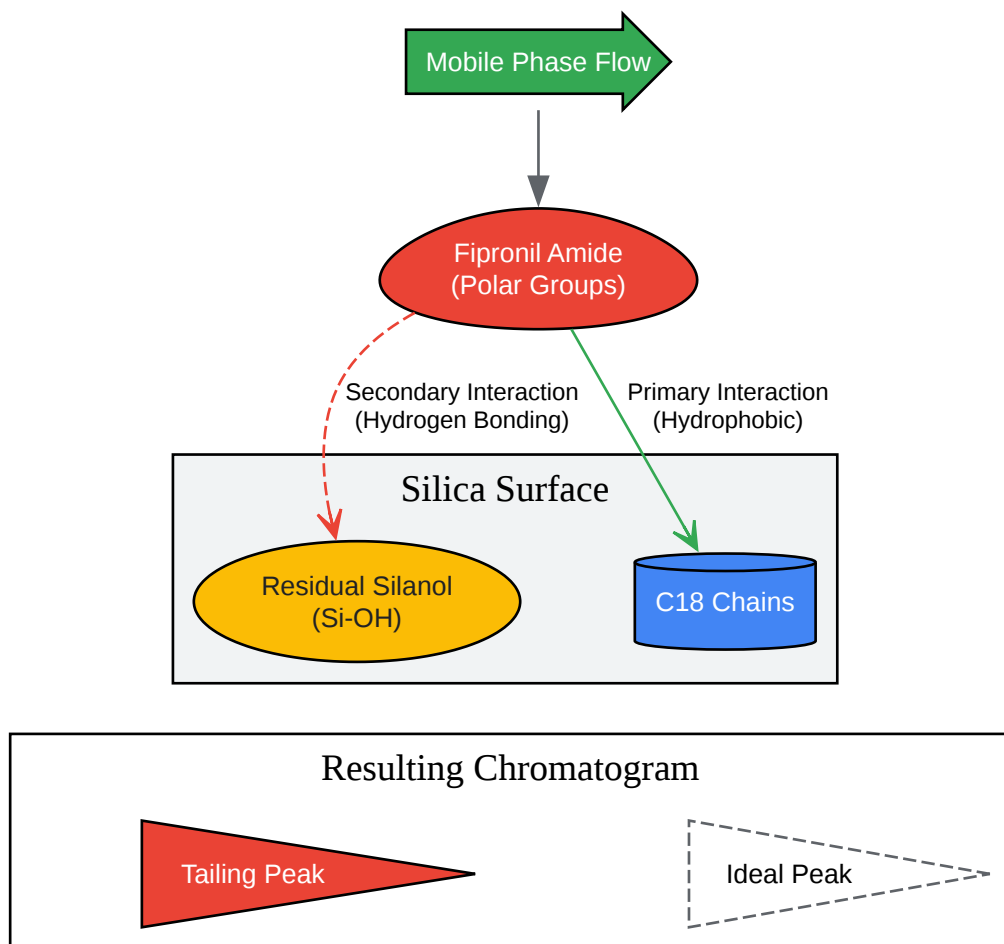 Mobile Phase Flow
Fipronil Amide
(Polar Groups)
Secondary Interaction
(Hydrogen Bonding)
Primary Interaction
(Hydrophobic)
Silica Surface
Residual Silanol
(Si-OH)
C18 Chains
Resulting Chromatogram
Tailing Peak
Ideal Peak